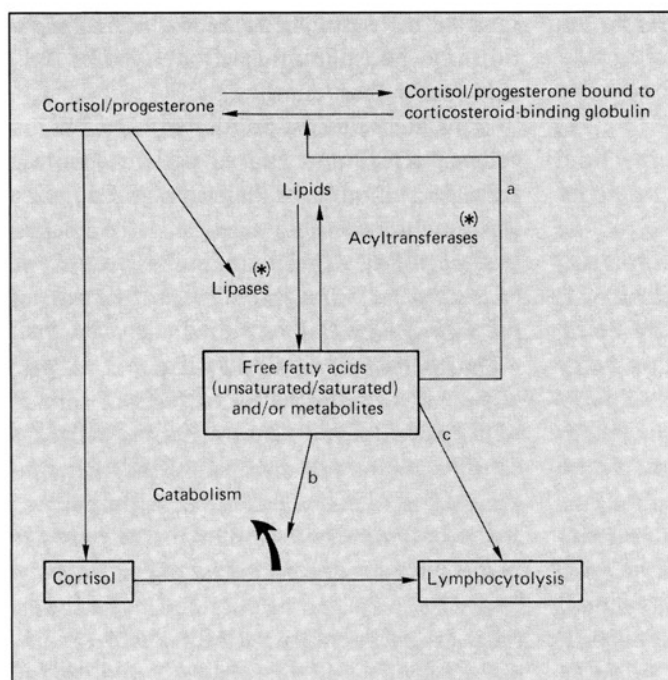 Cortisol/progesterone
Cortisol/progesterone bound to
corticosteroid-binding globulin
a
Lipids
(*)
Acyltransferases
(*)
Lipases
Free fatty acids
(unsaturated/saturated)
and/or metabolites
b
c
Catabolism
Cortisol
Lymphocytolysis